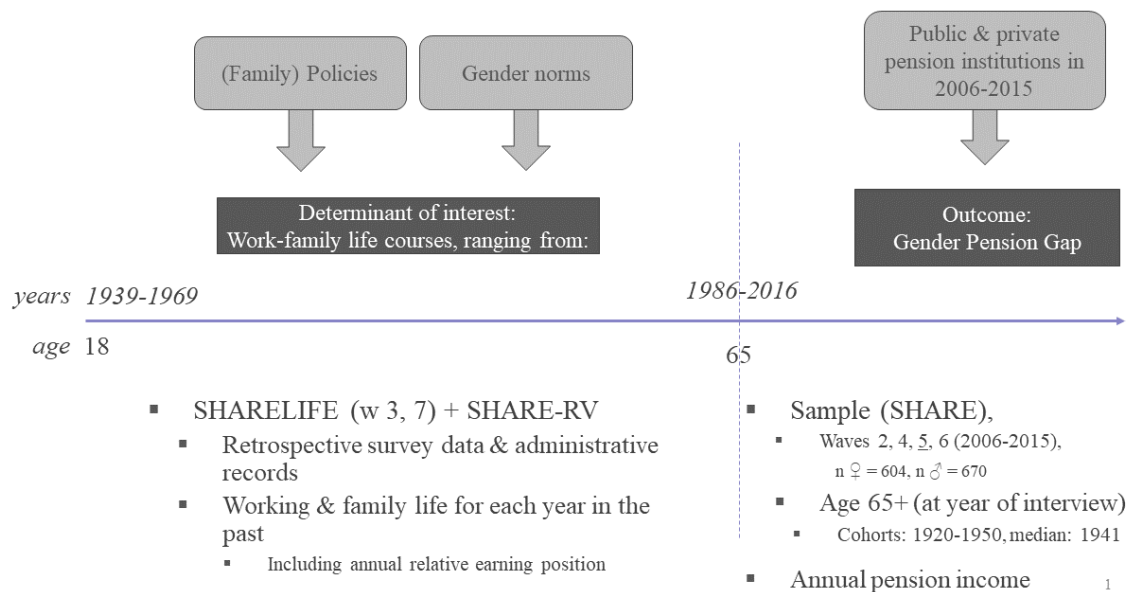 (Family) Policies
Gender norms
Public & private
pension institutions in
2006-2015
Determinant of interest:
Work-family life courses, ranging from:
Outcome:
Gender Pension Gap
years 1939-1969
1986-2016
age 18
65
▪ SHARELIFE (w 3, 7) + SHARE-RV
▪ Retrospective survey data & administrative
records
▪ Working & family life for each year in the
past
▪ Including annual relative earning position
▪ Sample (SHARE),
▪ Waves 2, 4, 5, 6 (2006-2015),
n ♀ = 604, n ♂ = 670
▪ Age 65+ (at year of interview)
▪ Cohorts: 1920-1950, median: 1941
▪ Annual pension income
1